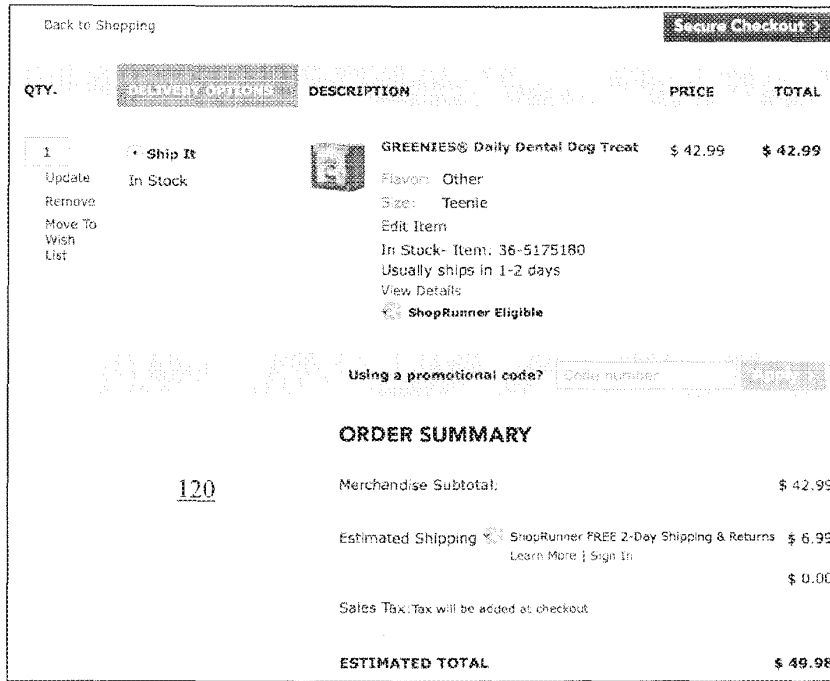 Back to Shopping
Secure Checkout >
QTY. DELIVERY OPTIONS DESCRIPTION PRICE TOTAL
1 Ship It GREENIES® Daily Dental Dog Treat $ 42.99 $ 42.99
Update In Stock Flavor: Other
Remove Size: Teenie
Move To Edit Item
Wish
List
In Stock- Item: 36-5175180
Usually ships in 1-2 days
View Details
ShopRunner Eligible
Using a promotional code? Code number Apply >
ORDER SUMMARY
120
Merchandise Subtotal: $ 42.99
Estimated Shipping ShopRunner FREE 2-Day Shipping & Returns $ 6.99
Learn More | Sign In
$ 0.00
Sales Tax: Tax will be added at checkout
ESTIMATED TOTAL $ 49.98